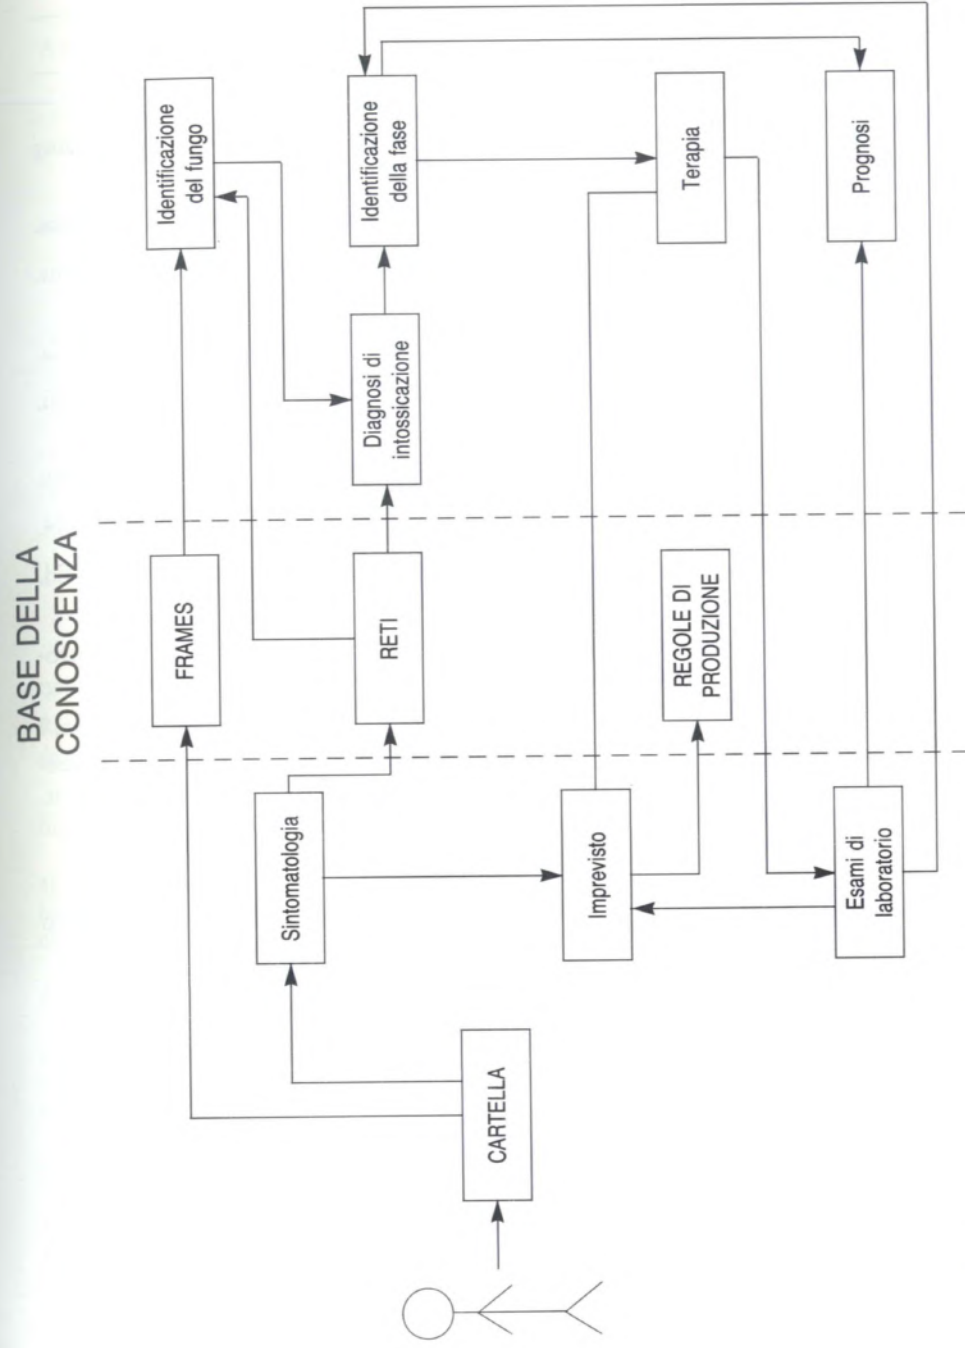 BASE DELLA
CONOSCENZA
Identificazione
del fungo
FRAMES
Identificazione
della fase
Diagnosi di
intossicazione
RETI
Sintomatologia
CARTELLA
Terapia
REGOLE DI
PRODUZIONE
Imprevisto
Prognosi
Esami di
laboratorio